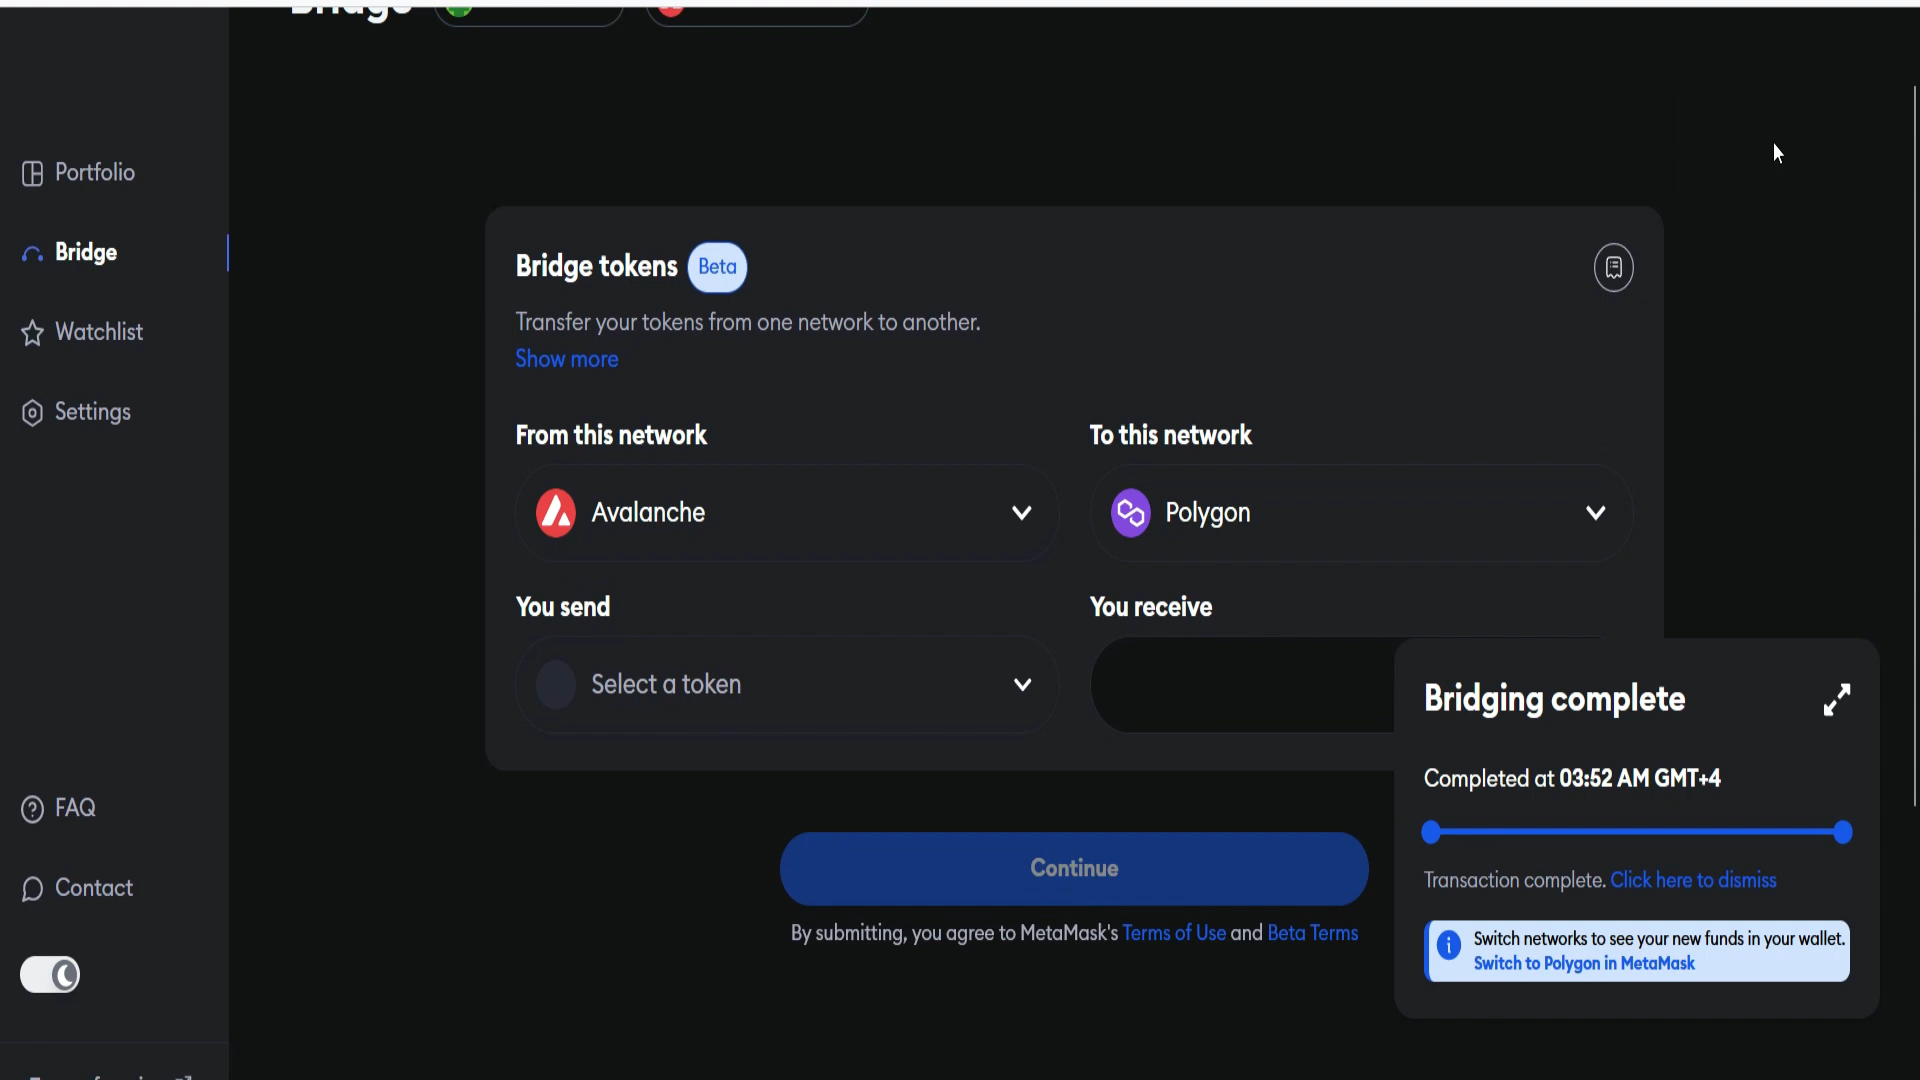 Bridge
Portfolio
Bridge
Watchlist
Settings
FAQ
Contact
Bridge tokens Beta
Transfer your tokens from one network to another.
Show more
From this network
To this network
Avalanche
Polygon
You send
You receive
Select a token
Continue
By submitting, you agree to MetaMask's Terms of Use and Beta Terms
Bridging complete
Completed at 03:52 AM GMT+4
Transaction complete. Click here to dismiss
Switch networks to see your new funds in your wallet.
Switch to Polygon in MetaMask